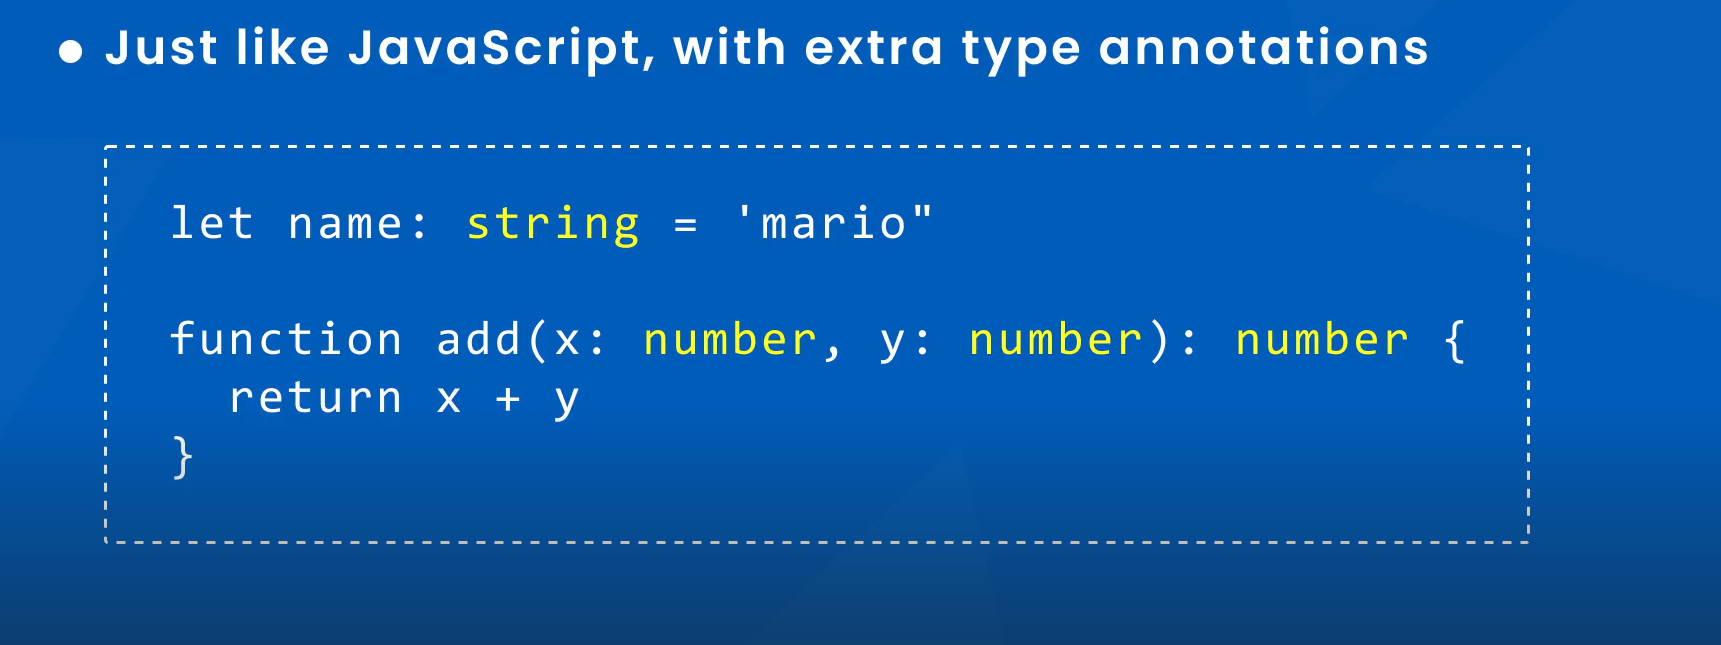 ● Just like JavaScript, with extra type annotations
let name: string = 'mario"
function add(x: number, y: number): number {
  return x + y
}